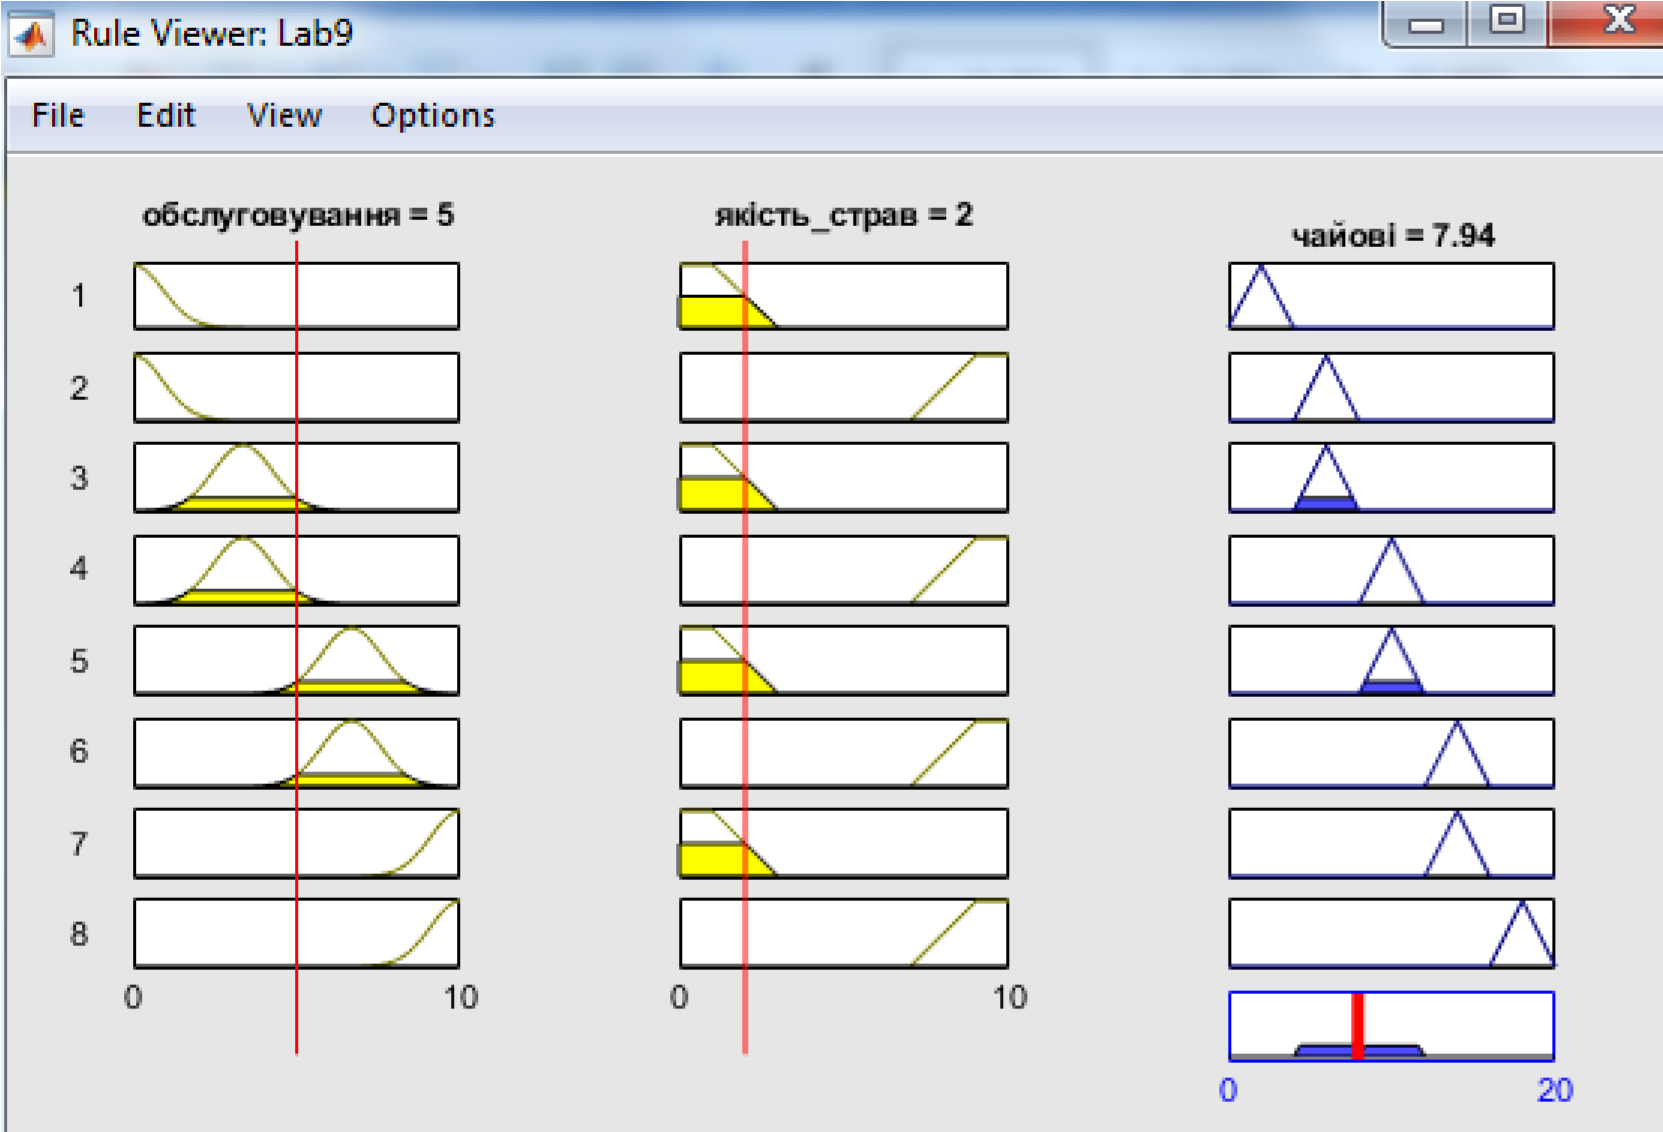 Rule Viewer: Lab9
File Edit View Options
обслуговування = 5
якість_страв = 2
чайові = 7.94
1
2
3
4
5
6
7
8
0 10
0 10
0 20